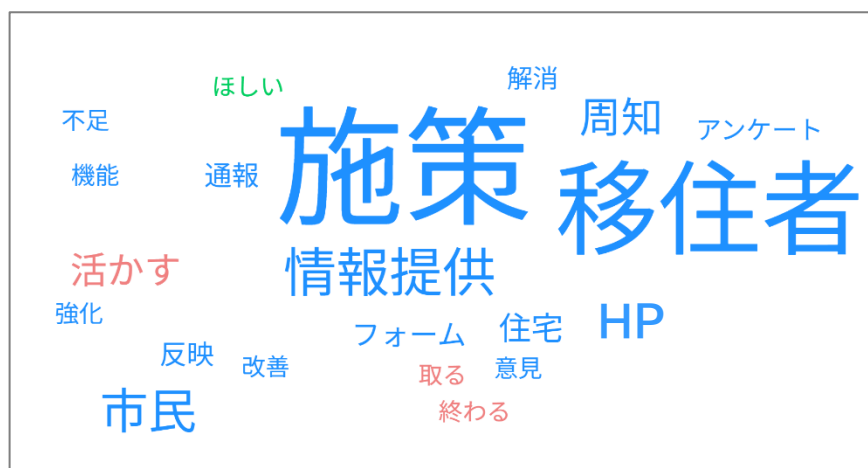 解消
ほしい
周知
アンケート
不足
施策
移住者
機能
通報
情報提供
活かす
強化
HP
フォーム
住宅
反映
改善
意見
取る
市民
終わる